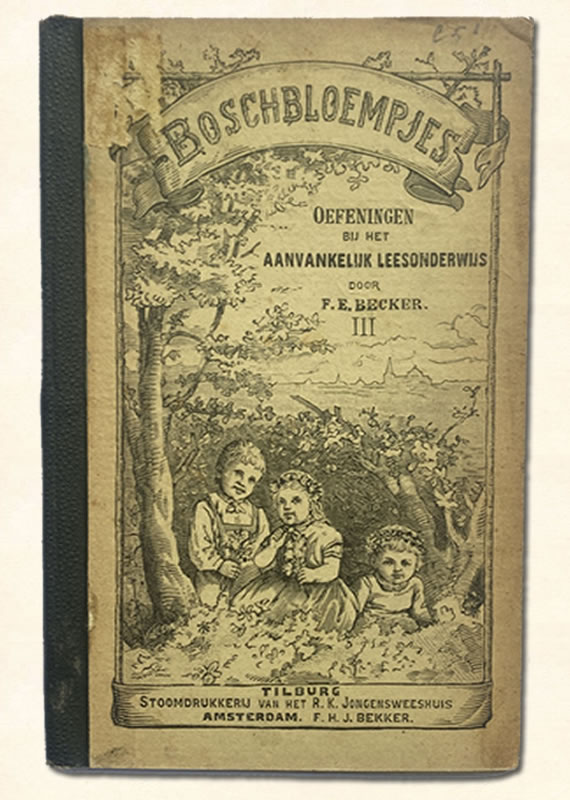 BOSCHBLOEMPJES
OEFENINGEN
BIJ HET
AANVANKELIJK LEESONDERWIJS
DOOR
F. E. BECKER.
III
TILBURG
STOOMDRUKKERIJ VAN HET R. K. JONGENSWEESHUIS
AMSTERDAM. F. H. J. BEKKER.